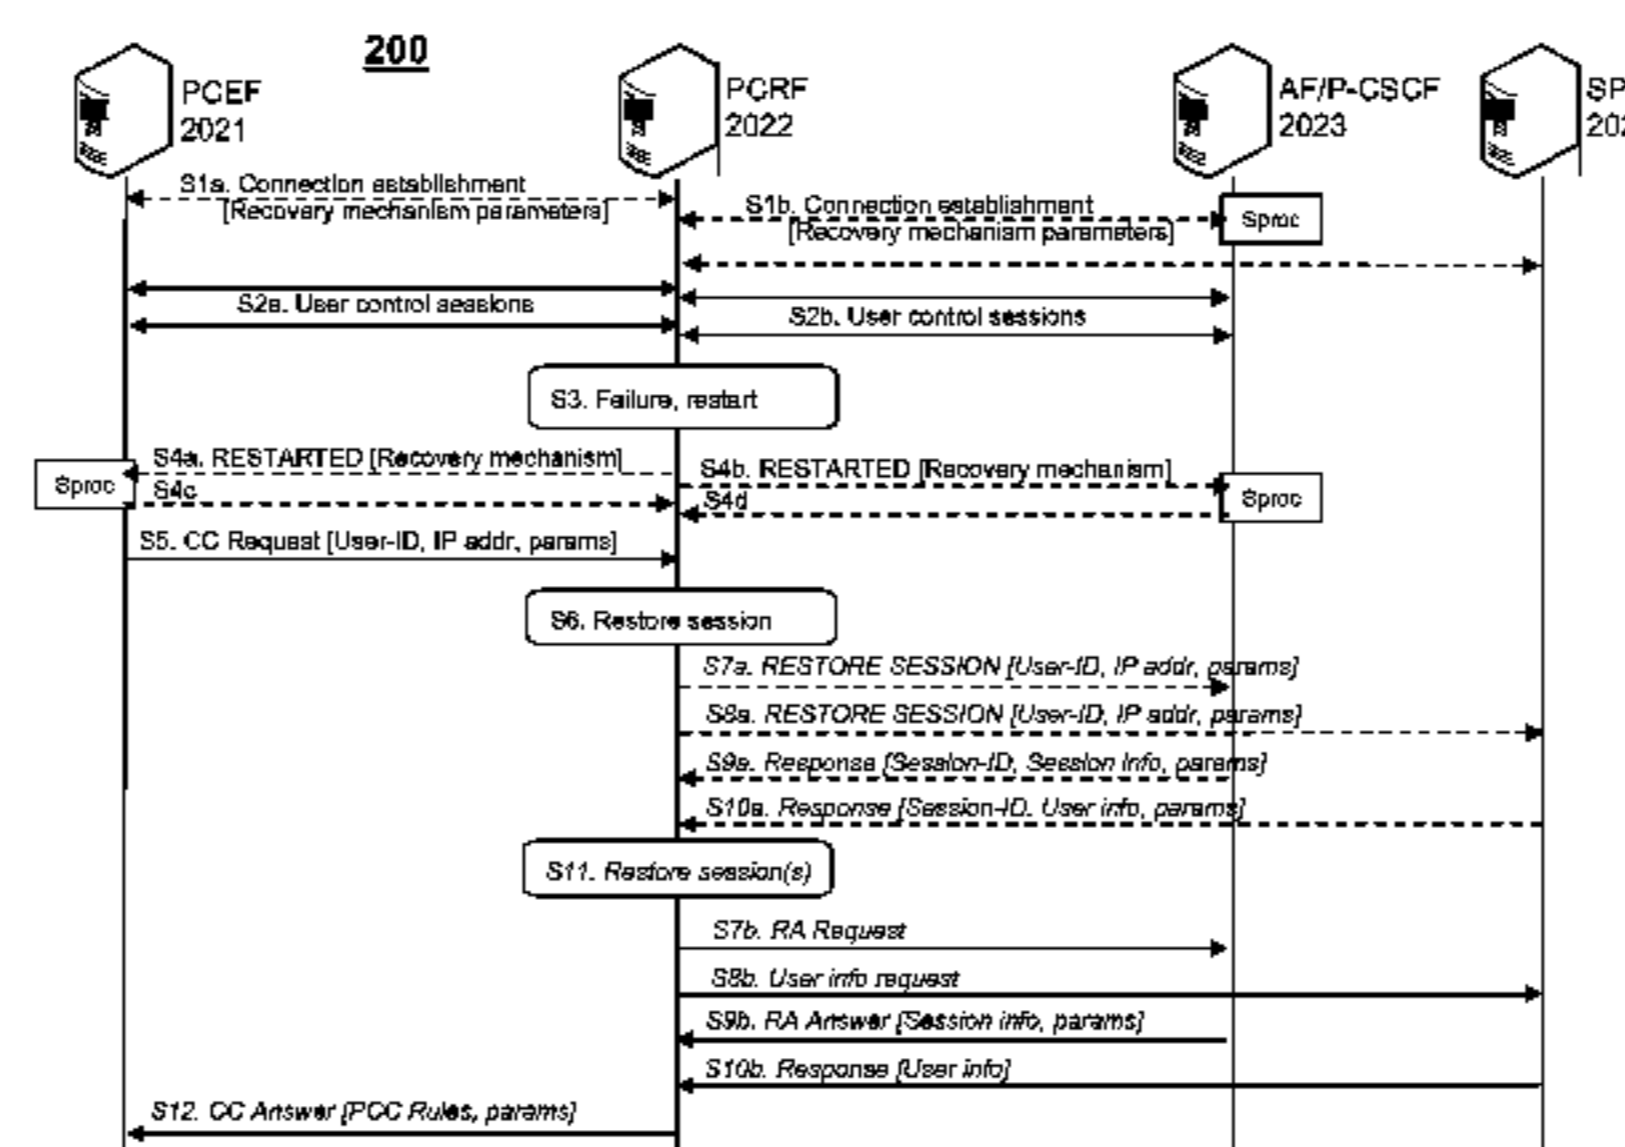 200
PCEF
2021
PCRF
2022
AF/P-CSCF
2023
SP
202
S1a. Connection establishment
[Recovery mechanism parameters]
S1b. Connection establishment
[Recovery mechanism parameters]
Sproc
S2a. User control sessions
S2b. User control sessions
S3. Failure, restart
S4a. RESTARTED [Recovery mechanism]
S4b. RESTARTED [Recovery mechanism]
Sproc
S4c
S4d
Sproc
S5. CC Request [User-ID, IP addr, params]
S6. Restore session
S7a. RESTORE SESSION [User-ID, IP addr, params]
S8a. RESTORE SESSION [User-ID, IP addr, params]
S9a. Response [Session-ID, Session info, params]
S10a. Response [Session-ID. User info, params]
S11. Restore session(s)
S7b. RA Request
S8b. User info request
S9b. RA Answer [Session info, params]
S10b. Response [User info]
S12. CC Answer [PCC Rules, params]